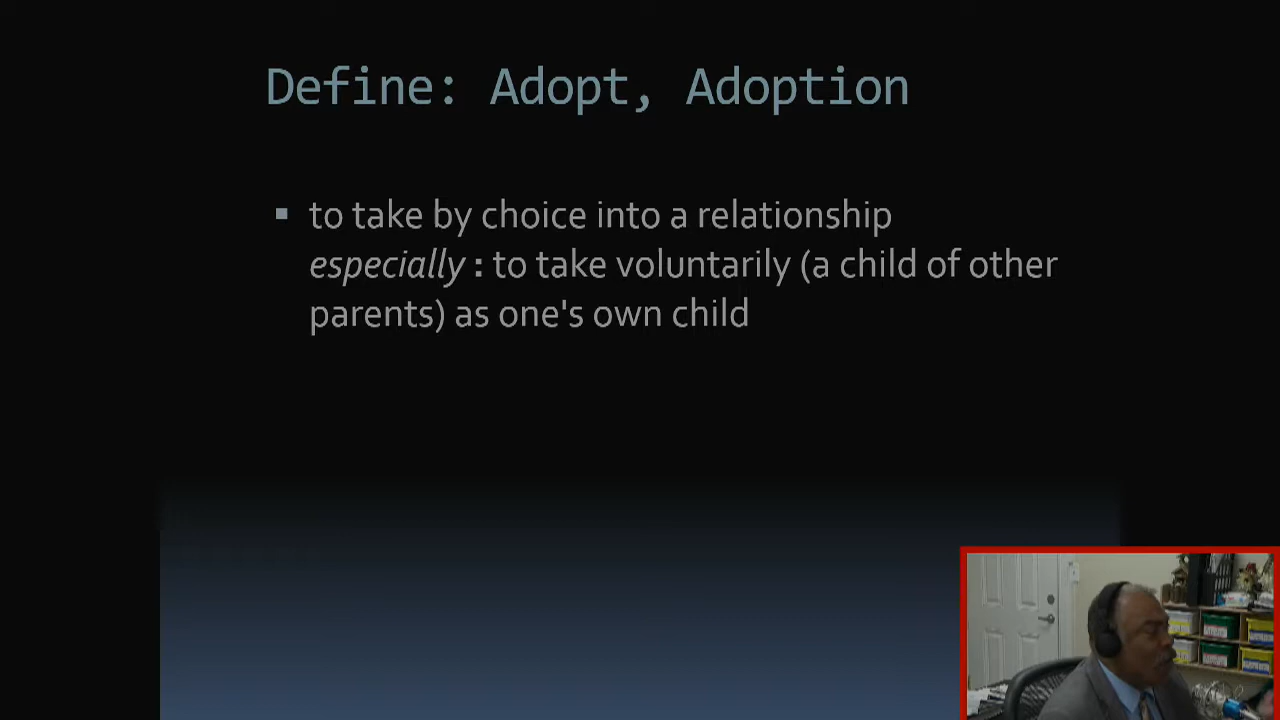 Define: Adopt, Adoption
to take by choice into a relationship
especially : to take voluntarily (a child of other
parents) as one's own child